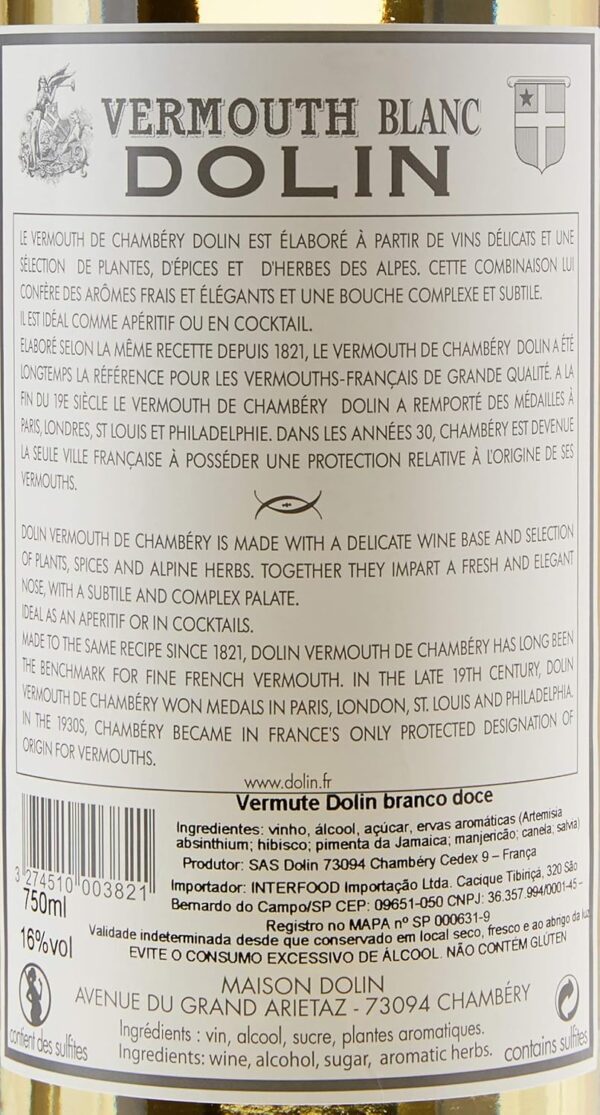 VERMOUTH BLANC
DOLIN
LE VERMOUTH DE CHAMBÉRY DOLIN EST ÉLABORÉ À PARTIR DE VINS DÉLICATS ET UNE
SÉLECTION DE PLANTES, D'ÉPICES ET D'HERBES DES ALPES. CETTE COMBINAISON LUI
CONFÈRE DES ARÔMES FRAIS ET ÉLÉGANTS ET UNE BOUCHE COMPLEXE ET SUBTILE.
IL EST IDÉAL COMME APÉRITIF OU EN COCKTAIL.
ELABORÉ SELON LA MÊME RECETTE DEPUIS 1821, LE VERMOUTH DE CHAMBÉRY DOLIN A ÉTÉ
LONGTEMPS LA RÉFÉRENCE POUR LES VERMOUTHS-FRANÇAIS DE GRANDE QUALITÉ. A LA
FIN DU 19E SIÈCLE LE VERMOUTH DE CHAMBÉRY DOLIN A REMPORTÉ DES MÉDAILLES À
PARIS, LONDRES, ST LOUIS ET PHILADELPHIE. DANS LES ANNÉES 30, CHAMBÉRY EST DEVENUE
LA SEULE VILLE FRANÇAISE À POSSÉDER UNE PROTECTION RELATIVE À L'ORIGINE DE SES
VERMOUTHS.
DOLIN VERMOUTH DE CHAMBÉRY IS MADE WITH A DELICATE WINE BASE AND SELECTION
OF PLANTS, SPICES AND ALPINE HERBS. TOGETHER THEY IMPART A FRESH AND ELEGANT
NOSE, WITH A SUBTILE AND COMPLEX PALATE.
IDEAL AS AN APERITIF OR IN COCKTAILS.
MADE TO THE SAME RECIPE SINCE 1821, DOLIN VERMOUTH DE CHAMBÉRY HAS LONG BEEN
THE BENCHMARK FOR FINE FRENCH VERMOUTH. IN THE LATE 19TH CENTURY, DOLIN
VERMOUTH DE CHAMBÉRY WON MEDALS IN PARIS, LONDON, ST. LOUIS AND PHILADELPHIA.
IN THE 1930S, CHAMBÉRY BECAME IN FRANCE'S ONLY PROTECTED DESIGNATION OF
ORIGIN FOR VERMOUTHS.
www.dolin.fr
Vermute Dolin branco doce
Ingredientes: vinho, álcool, açúcar, ervas aromáticas (Artemisia
absinthium; hibisco; pimenta da Jamaica; manjericão; canela; salvia)
Produtor: SAS Dolin 73094 Chambéry Cedex 9 – França
Importador: INTERFOOD Importação Ltda. Cacique Tibiriçá, 320 São
Bernardo do Campo/SP CEP: 09651-050 CNPJ: 36.357.994/0001-45 –
Registro no MAPA nº SP 000631-9
Validade indeterminada desde que conservado em local seco, fresco e ao abrigo da luz
EVITE O CONSUMO EXCESSIVO DE ÁLCOOL. NÃO CONTÉM GLÚTEN
3 274510 003821
750ml
16%vol
MAISON DOLIN
AVENUE DU GRAND ARIETAZ - 73094 CHAMBÉRY
Ingrédients : vin, alcool, sucre, plantes aromatiques.
Ingredients: wine, alcohol, sugar, aromatic herbs.
contient des sulfites
contains sulfites